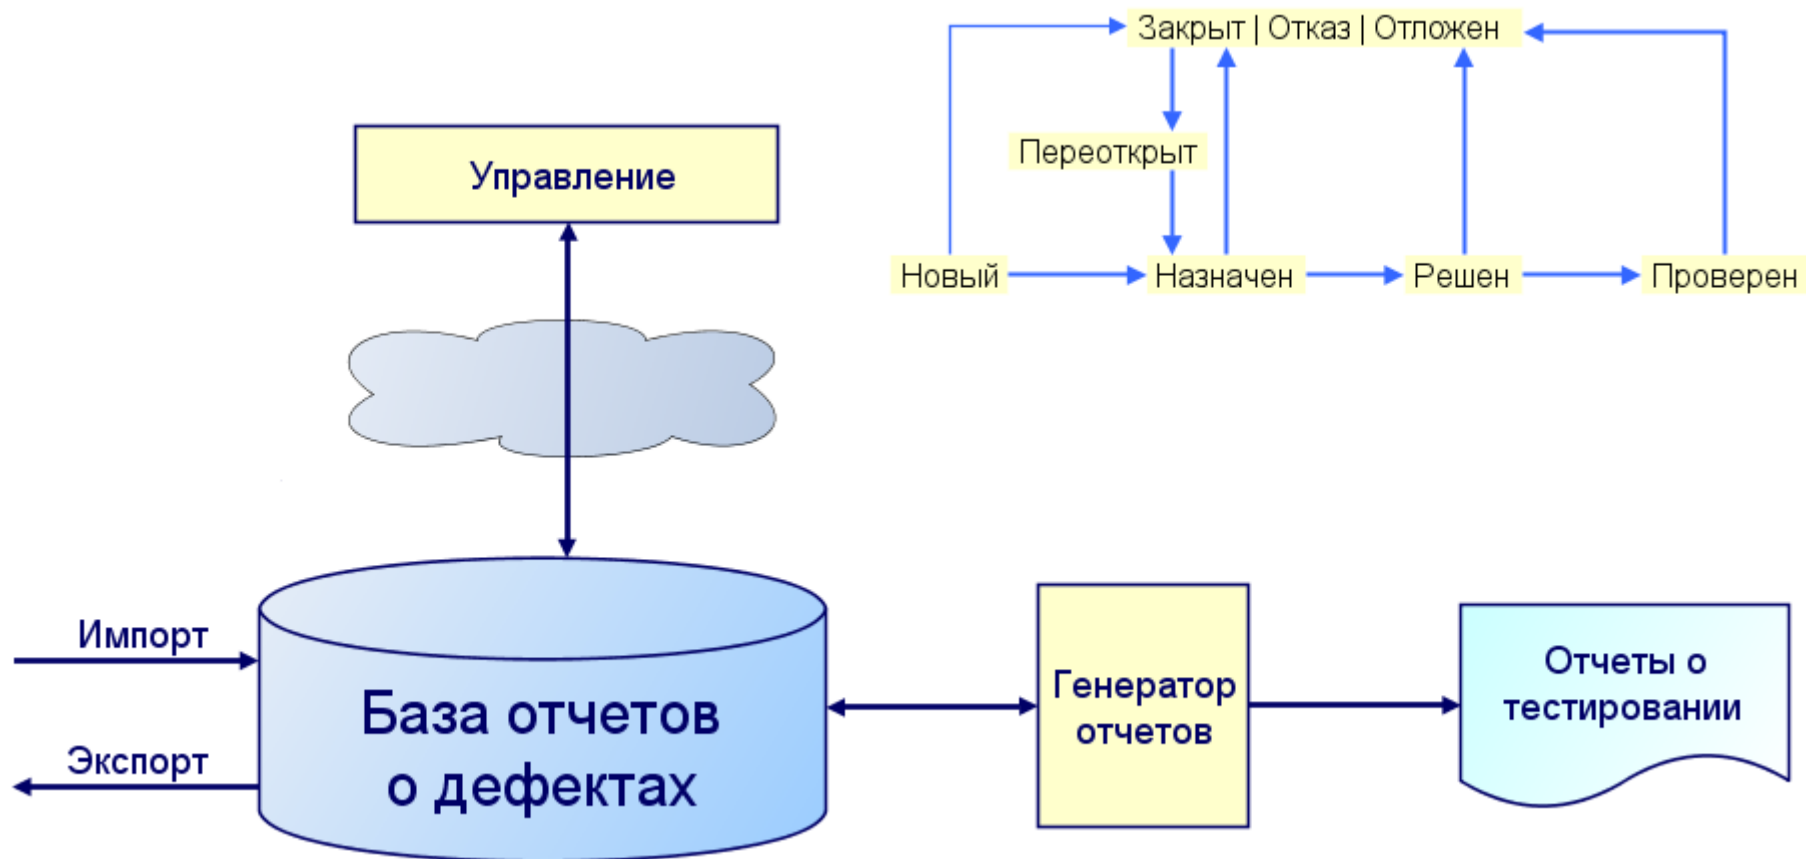 Закрыт | Отказ | Отложен
Переоткрыт
Управление
Новый
Назначен
Решен
Проверен
Импорт
Экспорт
База отчетов
о дефектах
Генератор
отчетов
Отчеты о
тестировании